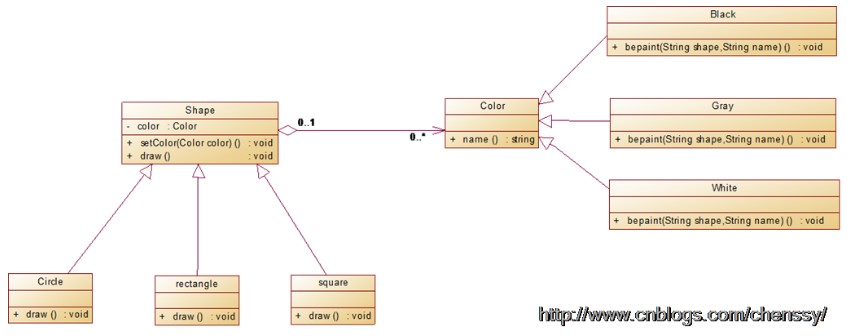 Black
+ bepaint(String shape,String name) () : void
Shape
- color : Color
+ setColor(Color color) () : void
+ draw () : void
0..1
0..*
Color
+ name () : string
Gray
+ bepaint(String shape,String name) () : void
White
+ bepaint(String shape,String name) () : void
Circle
+ draw () : void
rectangle
+ draw () : void
square
+ draw () : void
http://www.cnblogs.com/chenssy/